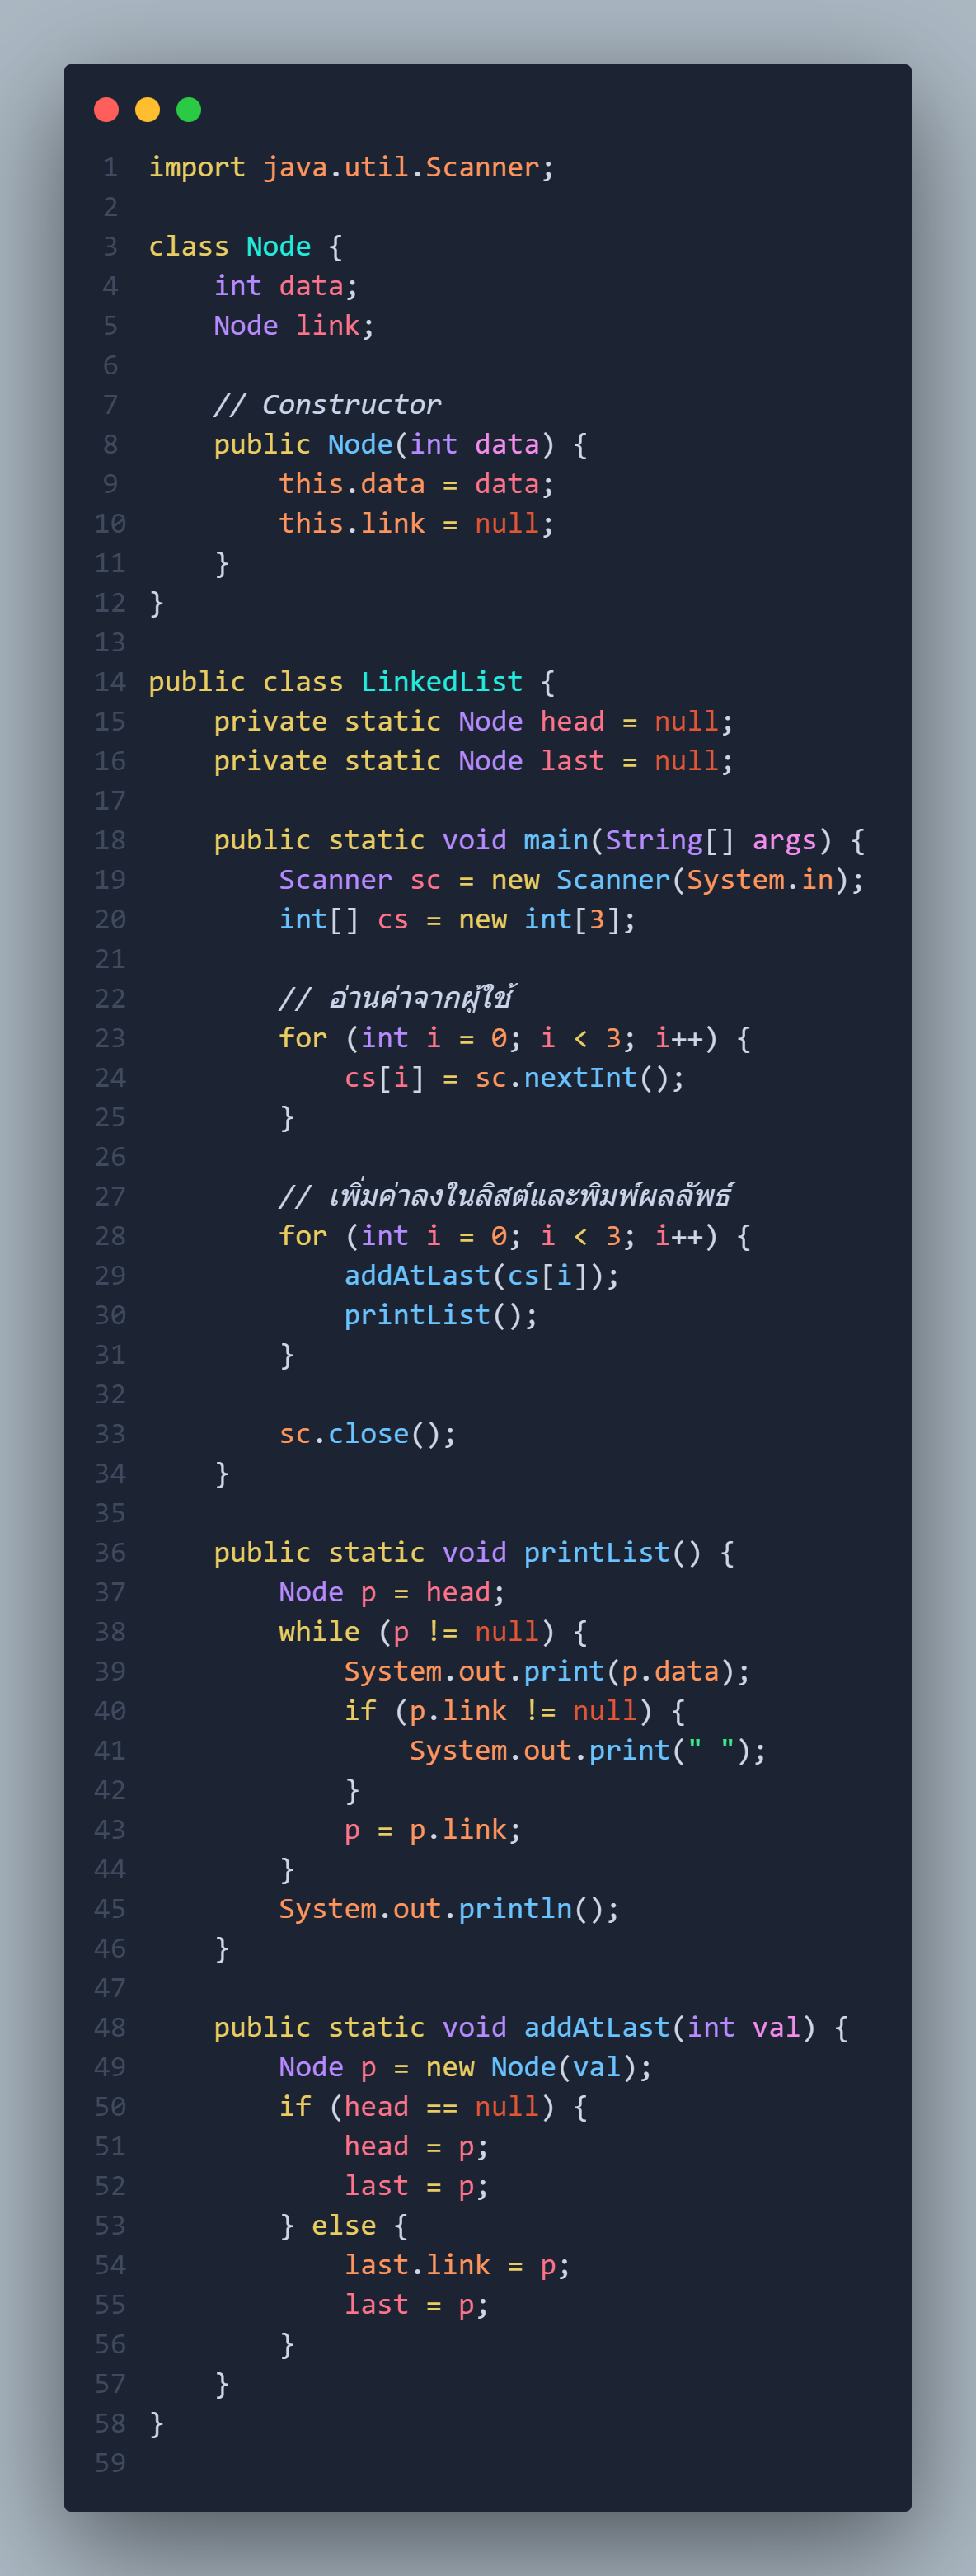 1 import java.util.Scanner;
2
3 class Node {
4     int data;
5     Node link;
6
7     // Constructor
8     public Node(int data) {
9         this.data = data;
10         this.link = null;
11     }
12 }
13
14 public class LinkedList {
15     private static Node head = null;
16     private static Node last = null;
17
18     public static void main(String[] args) {
19         Scanner sc = new Scanner(System.in);
20         int[] cs = new int[3];
21
22         // อ่านค่าจากผู้ใช้
23         for (int i = 0; i < 3; i++) {
24             cs[i] = sc.nextInt();
25         }
26
27         // เพิ่มค่าลงในลิสต์และพิมพ์ผลลัพธ์
28         for (int i = 0; i < 3; i++) {
29             addAtLast(cs[i]);
30             printList();
31         }
32
33         sc.close();
34     }
35
36     public static void printList() {
37         Node p = head;
38         while (p != null) {
39             System.out.print(p.data);
40             if (p.link != null) {
41                 System.out.print(" ");
42             }
43             p = p.link;
44         }
45         System.out.println();
46     }
47
48     public static void addAtLast(int val) {
49         Node p = new Node(val);
50         if (head == null) {
51             head = p;
52             last = p;
53         } else {
54             last.link = p;
55             last = p;
56         }
57     }
58 }
59